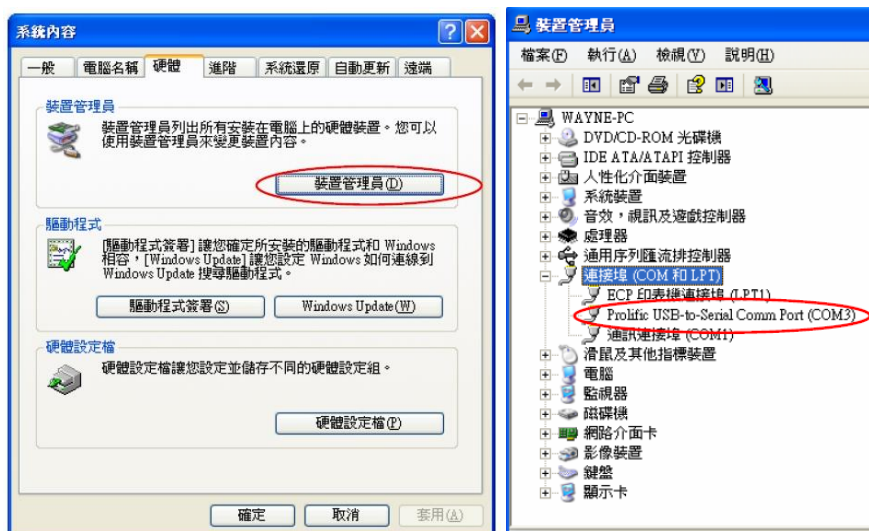 系統內容
一般 電腦名稱 硬體 進階 系統還原 自動更新 遠端
裝置管理員
裝置管理員列出所有安裝在電腦上的硬體裝置。您可以
使用裝置管理員來變更裝置內容。
裝置管理員(D)
驅動程式
[驅動程式簽署] 讓您確定所安裝的驅動程式和 Windows
相容，[Windows Update] 讓您設定 Windows 如何連線到
Windows Update 搜尋驅動程式。
驅動程式簽署(S) Windows Update(W)
硬體設定檔
硬體設定檔讓您設定並儲存不同的硬體設定組。
硬體設定檔(P)
確定 取消 套用(A)
裝置管理員
檔案(F) 執行(A) 檢視(V) 說明(H)
WAYNE-PC
DVD/CD-ROM 光碟機
IDE ATA/ATAPI 控制器
人性化介面裝置
系統裝置
音效，視訊及遊戲控制器
處理器
通用序列匯流排控制器
連接埠 (COM 和 LPT)
ECP 印表機連接埠 (LPT1)
Prolific USB-to-Serial Comm Port (COM3)
通訊連接埠 (COM1)
滑鼠及其他指標裝置
電腦
監視器
磁碟機
網路介面卡
影像裝置
鍵盤
顯示卡